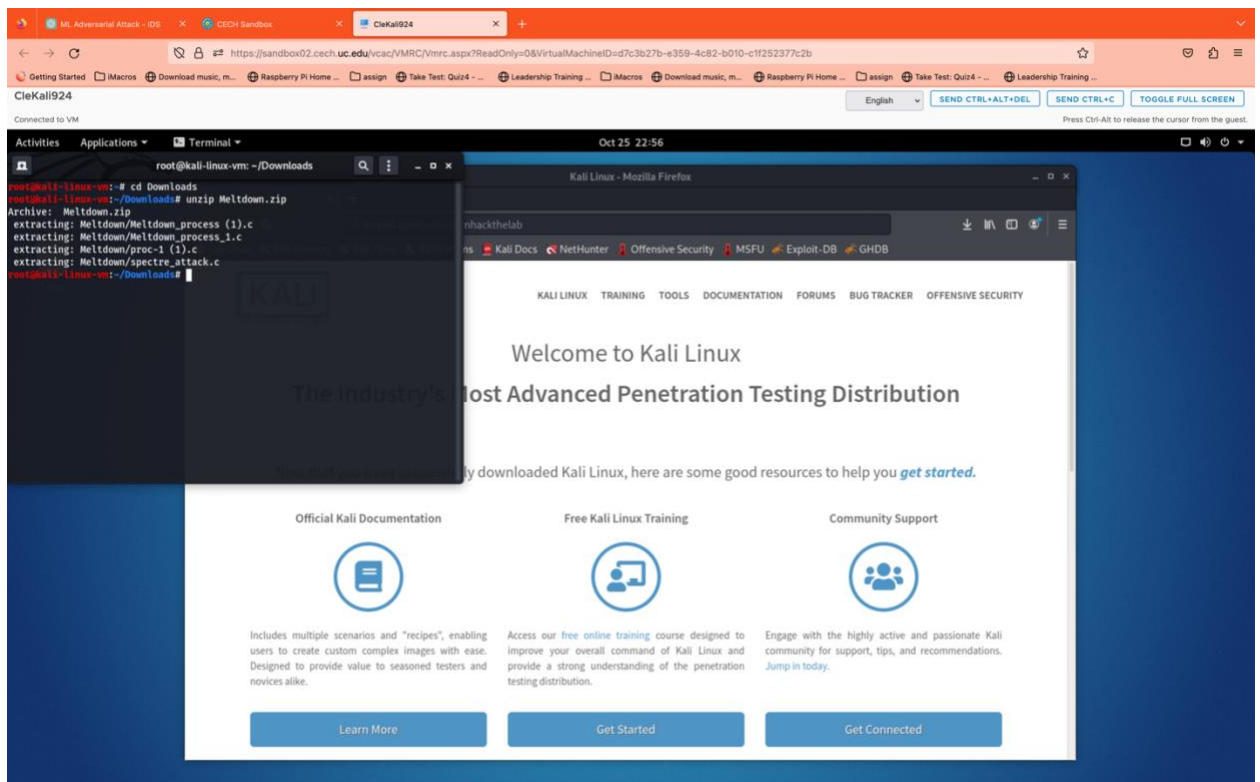 ML Adversarial Attack - IDS
CECH Sandbox
CleKali924
https://sandbox02.cech.uc.edu/vcac/VMRC/Vmrc.aspx?ReadOnly=0&VirtualMachineID=d7c3b27b-e359-4c82-b010-c1f252377c2b
Getting Started iMacros Download music, m... Raspberry Pi Home ... assign Take Test: Quiz4 - ... Leadership Training ... iMacros Download music, m... Raspberry Pi Home ... assign Take Test: Quiz4 - ... Leadership Training ...
CleKali924
English SEND CTRL+ALT+DEL SEND CTRL+C TOGGLE FULL SCREEN
Connected to VM
Press Ctrl-Alt to release the cursor from the guest.
Activities Applications Terminal Oct 25 22:56
root@kali-linux-vm: ~/Downloads
root@kali-linux-vm:~# cd Downloads
root@kali-linux-vm:~/Downloads# unzip Meltdown.zip
Archive: Meltdown.zip
extracting: Meltdown/Meltdown_process (1).c
extracting: Meltdown/Meltdown_process_1.c
extracting: Meltdown/proc-1 (1).c
extracting: Meltdown/spectre_attack.c
root@kali-linux-vm:~/Downloads#
Kali Linux - Mozilla Firefox
nhackthelab
ns Kali Docs NetHunter Offensive Security MSFU Exploit-DB GHDB
KALI
KALI LINUX TRAINING TOOLS DOCUMENTATION FORUMS BUG TRACKER OFFENSIVE SECURITY
Welcome to Kali Linux
The Industry's Most Advanced Penetration Testing Distribution
ly downloaded Kali Linux, here are some good resources to help you get started.
Official Kali Documentation
Includes multiple scenarios and "recipes", enabling
users to create custom complex images with ease.
Designed to provide value to seasoned testers and
novices alike.
Learn More
Free Kali Linux Training
Access our free online training course designed to
improve your overall command of Kali Linux and
provide a strong understanding of the penetration
testing distribution.
Get Started
Community Support
Engage with the highly active and passionate Kali
community for support, tips, and recommendations.
Jump in today.
Get Connected